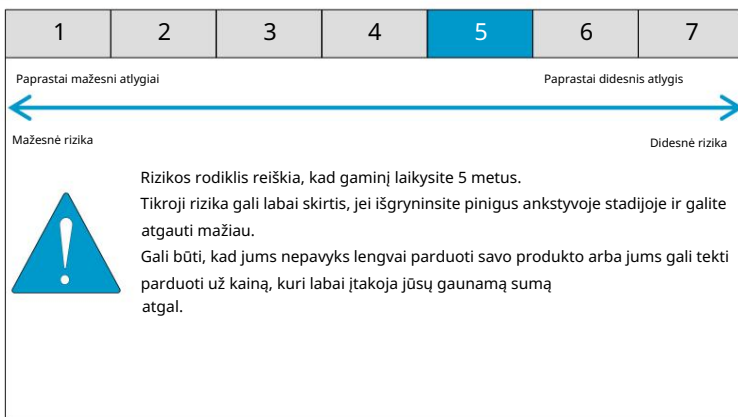 1 2 3 4 5 6 7
Paprastai mažesni atlygiai Paprastai didesnis atlygis
Mažesnė rizika Didesnė rizika
Rizikos rodiklis reiškia, kad gaminį laikysite 5 metus.
Tikroji rizika gali labai skirtis, jei išgryninsite pinigus ankstyvoje stadijoje ir galite
atgauti mažiau.
Gali būti, kad jums nepavyks lengvai parduoti savo produkto arba jums gali tekti
parduoti už kainą, kuri labai įtakoja jūsų gaunamą sumą
atgal.